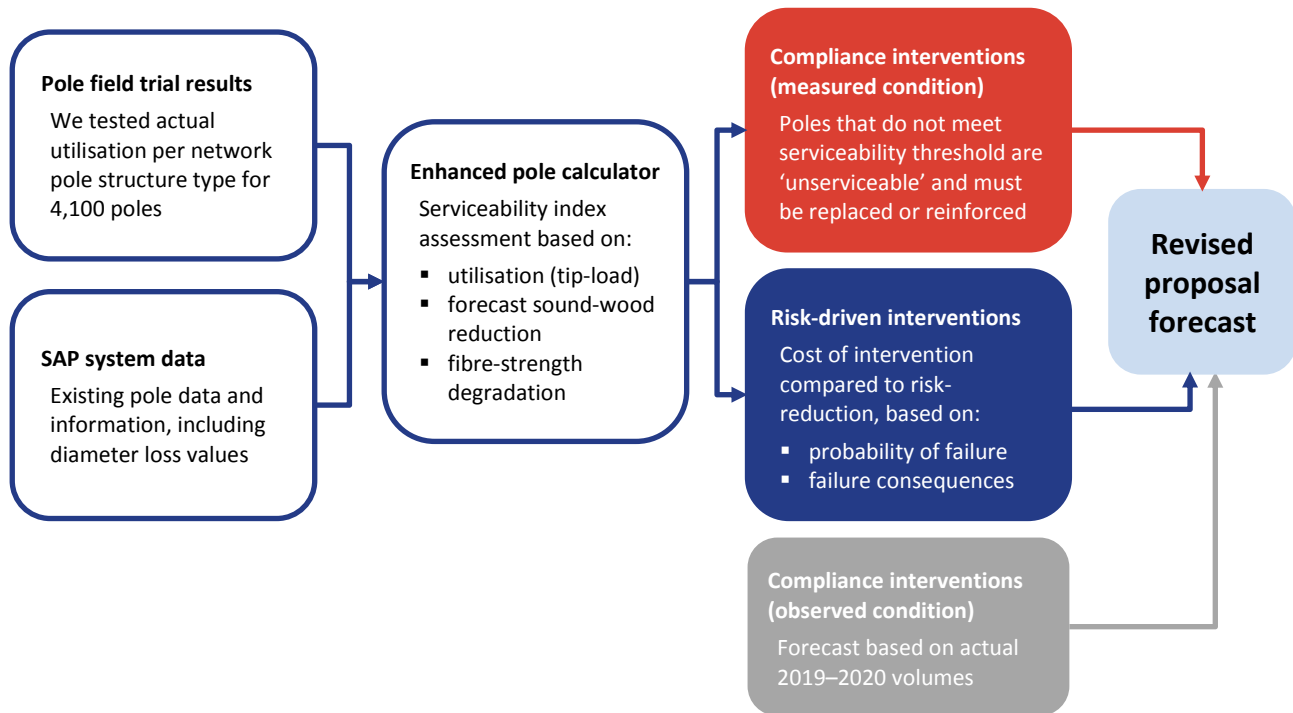 Pole field trial results
We tested actual
utilisation per network
pole structure type for
4,100 poles
SAP system data
Existing pole data and
information, including
diameter loss values
Enhanced pole calculator
Serviceability index
assessment based on:
▪ utilisation (tip-load)
▪ forecast sound-wood
reduction
▪ fibre-strength
degradation
Compliance interventions
(measured condition)
Poles that do not meet
serviceability threshold are
‘unserviceable’ and must
be replaced or reinforced
Risk-driven interventions
Cost of intervention
compared to risk-
reduction, based on:
▪ probability of failure
▪ failure consequences
Compliance interventions
(observed condition)
Forecast based on actual
2019–2020 volumes
Revised
proposal
forecast